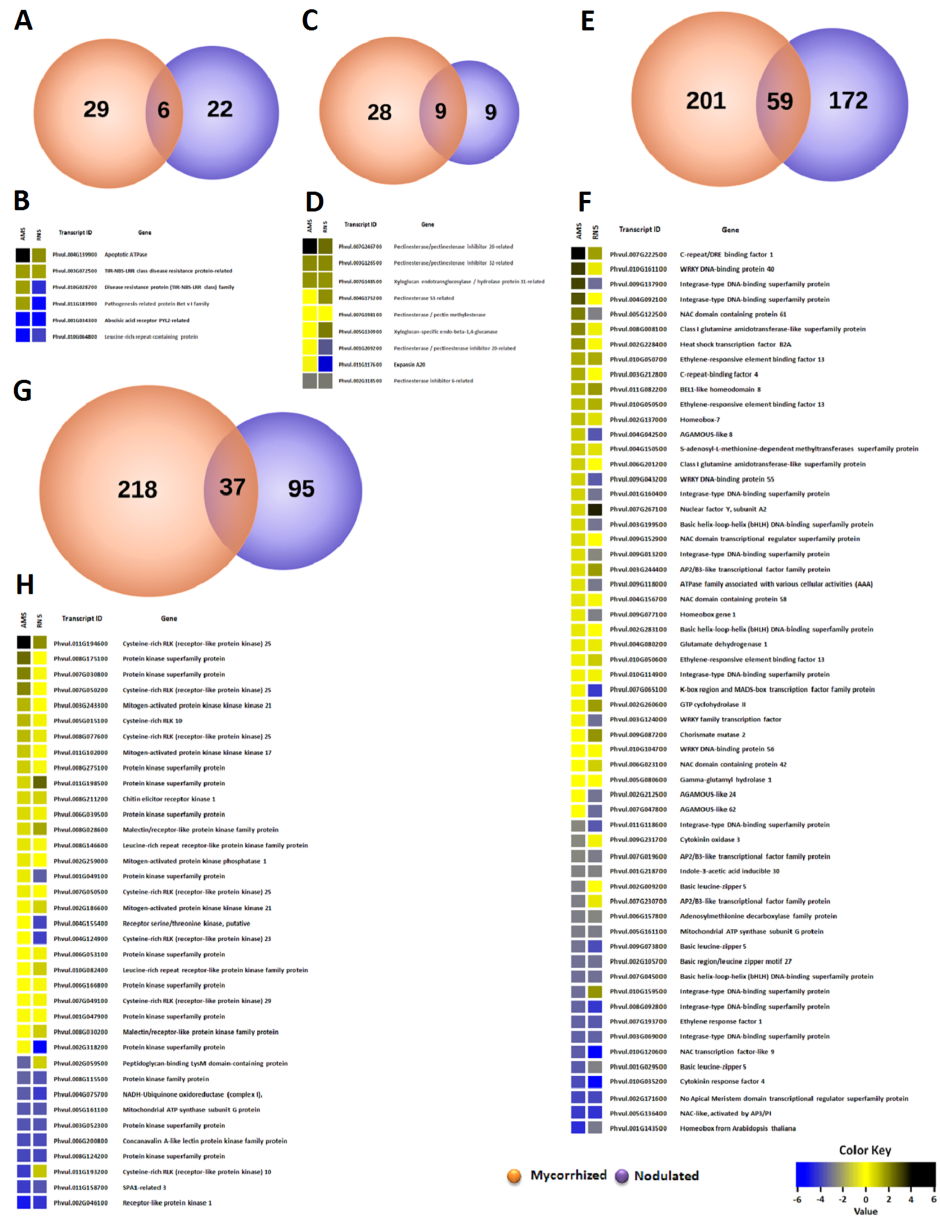 A
29 6 22
B
AMS RNS Transcript ID Gene
Phvul.004G139900 Apoptotic ATPase
Phvul.003G072500 TIR-NBS-LRR class disease resistance protein-related
Phvul.010G028200 Disease resistance protein (TIR-NBS-LRR class) family
Phvul.011G183900 Pathogenesis-related protein Bet v I family
Phvul.001G034300 Abscisic acid receptor PYL2-related
Phvul.010G064800 Leucine-rich repeat-containing protein
C
28 9 9
D
AMS RNS Transcript ID Gene
Phvul.007G246700 Pectinesterase/pectinesterase inhibitor 20-related
Phvul.003G126500 Pectinesterase/pectinesterase inhibitor 32-related
Phvul.007G148500 Xyloglucan endotransglucosylase / hydrolase protein 31-related
Phvul.004G175200 Pectinesterase 53-related
Phvul.007G398100 Pectinesterase / pectin methylesterase
Phvul.005G130900 Xyloglucan-specific endo-beta-1,4-glucanase
Phvul.001G209200 Pectinesterase / pectinesterase inhibitor 20-related
Phvul.011G117600 Expansin A20
Phvul.002G318500 Pectinesterase inhibitor 6-related
E
201 59 172
F
AMS RNS Transcript ID Gene
Phvul.007G222500 C-repeat/DRE binding factor 1
Phvul.010G161100 WRKY DNA-binding protein 40
Phvul.009G137900 Integrase-type DNA-binding superfamily protein
Phvul.004G092100 Integrase-type DNA-binding superfamily protein
Phvul.005G122500 NAC domain containing protein 61
Phvul.008G008100 Class I glutamine amidotransferase-like superfamily protein
Phvul.002G228400 Heat shock transcription factor B2A
Phvul.010G050700 Ethylene-responsive element binding factor 13
Phvul.003G212800 C-repeat-binding factor 4
Phvul.011G082200 BEL1-like homeodomain 8
Phvul.010G050500 Ethylene-responsive element binding factor 13
Phvul.002G137000 Homeobox-7
Phvul.004G042500 AGAMOUS-like 8
Phvul.004G150500 S-adenosyl-L-methionine-dependent methyltransferases superfamily protein
Phvul.006G201200 Class I glutamine amidotransferase-like superfamily protein
Phvul.009G043200 WRKY DNA-binding protein 55
Phvul.001G160400 Integrase-type DNA-binding superfamily protein
Phvul.007G267100 Nuclear factor Y, subunit A2
Phvul.003G199500 Basic helix-loop-helix (bHLH) DNA-binding superfamily protein
Phvul.009G152900 NAC domain transcriptional regulator superfamily protein
Phvul.009G013200 Integrase-type DNA-binding superfamily protein
Phvul.003G244400 AP2/B3-like transcriptional factor family protein
Phvul.009G118000 ATPase family associated with various cellular activities (AAA)
Phvul.004G156700 NAC domain containing protein 58
Phvul.009G077100 Homeobox gene 1
Phvul.002G283100 Basic helix-loop-helix (bHLH) DNA-binding superfamily protein
Phvul.004G080200 Glutamate dehydrogenase 1
Phvul.010G050600 Ethylene-responsive element binding factor 13
Phvul.010G114900 Integrase-type DNA-binding superfamily protein
Phvul.007G065100 K-box region and MADS-box transcription factor family protein
Phvul.002G260600 GTP cyclohydrolase II
Phvul.003G124000 WRKY family transcription factor
Phvul.009G087200 Chorismate mutase 2
Phvul.010G104700 WRKY DNA-binding protein 56
Phvul.006G023100 NAC domain containing protein 42
Phvul.005G080600 Gamma-glutamyl hydrolase 1
Phvul.002G212500 AGAMOUS-like 24
Phvul.007G047800 AGAMOUS-like 62
Phvul.011G118600 Integrase-type DNA-binding superfamily protein
Phvul.009G231700 Cytokinin oxidase 3
Phvul.007G019600 AP2/B3-like transcriptional factor family protein
Phvul.001G218700 Indole-3-acetic acid inducible 30
Phvul.002G009200 Basic leucine-zipper 5
Phvul.007G230700 AP2/B3-like transcriptional factor family protein
Phvul.006G157800 Adenosylmethionine decarboxylase family protein
Phvul.005G161100 Mitochondrial ATP synthase subunit G protein
Phvul.009G073800 Basic leucine-zipper 5
Phvul.002G105700 Basic region/leucine zipper motif 27
Phvul.007G045000 Basic helix-loop-helix (bHLH) DNA-binding superfamily protein
Phvul.010G159500 Integrase-type DNA-binding superfamily protein
Phvul.008G092800 Integrase-type DNA-binding superfamily protein
Phvul.007G193700 Ethylene response factor 1
Phvul.003G069000 Integrase-type DNA-binding superfamily protein
Phvul.010G120600 NAC transcription factor-like 9
Phvul.001G029500 Basic leucine-zipper 5
Phvul.010G035200 Cytokinin response factor 4
Phvul.002G171600 No Apical Meristem domain transcriptional regulator superfamily protein
Phvul.005G136400 NAC-like, activated by AP3/PI
Phvul.001G143500 Homeobox from Arabidopsis thaliana
G
218 37 95
H
AMS RNS Transcript ID Gene
Phvul.011G194600 Cysteine-rich RLK (receptor-like protein kinase) 25
Phvul.008G175100 Protein kinase superfamily protein
Phvul.007G030800 Protein kinase superfamily protein
Phvul.007G050200 Cysteine-rich RLK (receptor-like protein kinase) 25
Phvul.003G243300 Mitogen-activated protein kinase kinase kinase 21
Phvul.005G015100 Cysteine-rich RLK 10
Phvul.008G077600 Cysteine-rich RLK (receptor-like protein kinase) 25
Phvul.011G102000 Mitogen-activated protein kinase kinase kinase 17
Phvul.008G275100 Protein kinase superfamily protein
Phvul.011G198500 Protein kinase superfamily protein
Phvul.008G211200 Chitin elicitor receptor kinase 1
Phvul.006G039500 Protein kinase superfamily protein
Phvul.008G028600 Malectin/receptor-like protein kinase family protein
Phvul.008G146600 Leucine-rich repeat receptor-like protein kinase family protein
Phvul.002G259000 Mitogen-activated protein kinase phosphatase 1
Phvul.001G049100 Protein kinase superfamily protein
Phvul.007G050500 Cysteine-rich RLK (receptor-like protein kinase) 25
Phvul.002G186600 Mitogen-activated protein kinase kinase 21
Phvul.004G155400 Receptor serine/threonine kinase, putative
Phvul.004G124900 Cysteine-rich RLK (receptor-like protein kinase) 23
Phvul.006G053100 Protein kinase superfamily protein
Phvul.010G082400 Leucine-rich repeat receptor-like protein kinase family protein
Phvul.006G166800 Protein kinase superfamily protein
Phvul.007G049100 Cysteine-rich RLK (receptor-like protein kinase) 29
Phvul.001G047900 Protein kinase superfamily protein
Phvul.008G030200 Malectin/receptor-like protein kinase family protein
Phvul.002G318200 Protein kinase superfamily protein
Phvul.002G059500 Peptidoglycan-binding LysM domain-containing protein
Phvul.008G115500 Protein kinase family protein
Phvul.004G075700 NADH-Ubiquinone oxidoreductase (complex I),
Phvul.005G161100 Mitochondrial ATP synthase subunit G protein
Phvul.003G052300 Protein kinase superfamily protein
Phvul.006G200800 Concanavalin A-like lectin protein kinase family protein
Phvul.008G124200 Protein kinase superfamily protein
Phvul.011G193200 Cysteine-rich RLK (receptor-like protein kinase) 10
Phvul.011G158700 SPA1-related 3
Phvul.002G046100 Receptor-like protein kinase 1
Mycorrhized Nodulated
Color Key
-6 -4 -2 0 2 4 6
Value